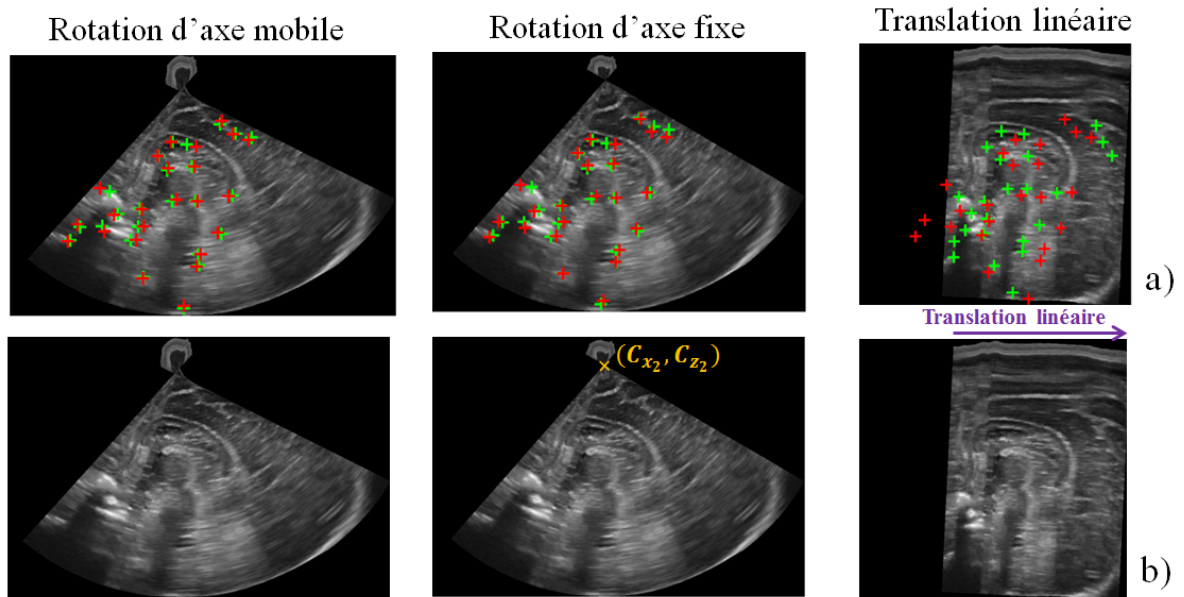 Rotation d'axe mobile
Rotation d'axe fixe
Translation linéaire
a)
Translation linéaire
(C_{x_2}, C_{z_2})
b)